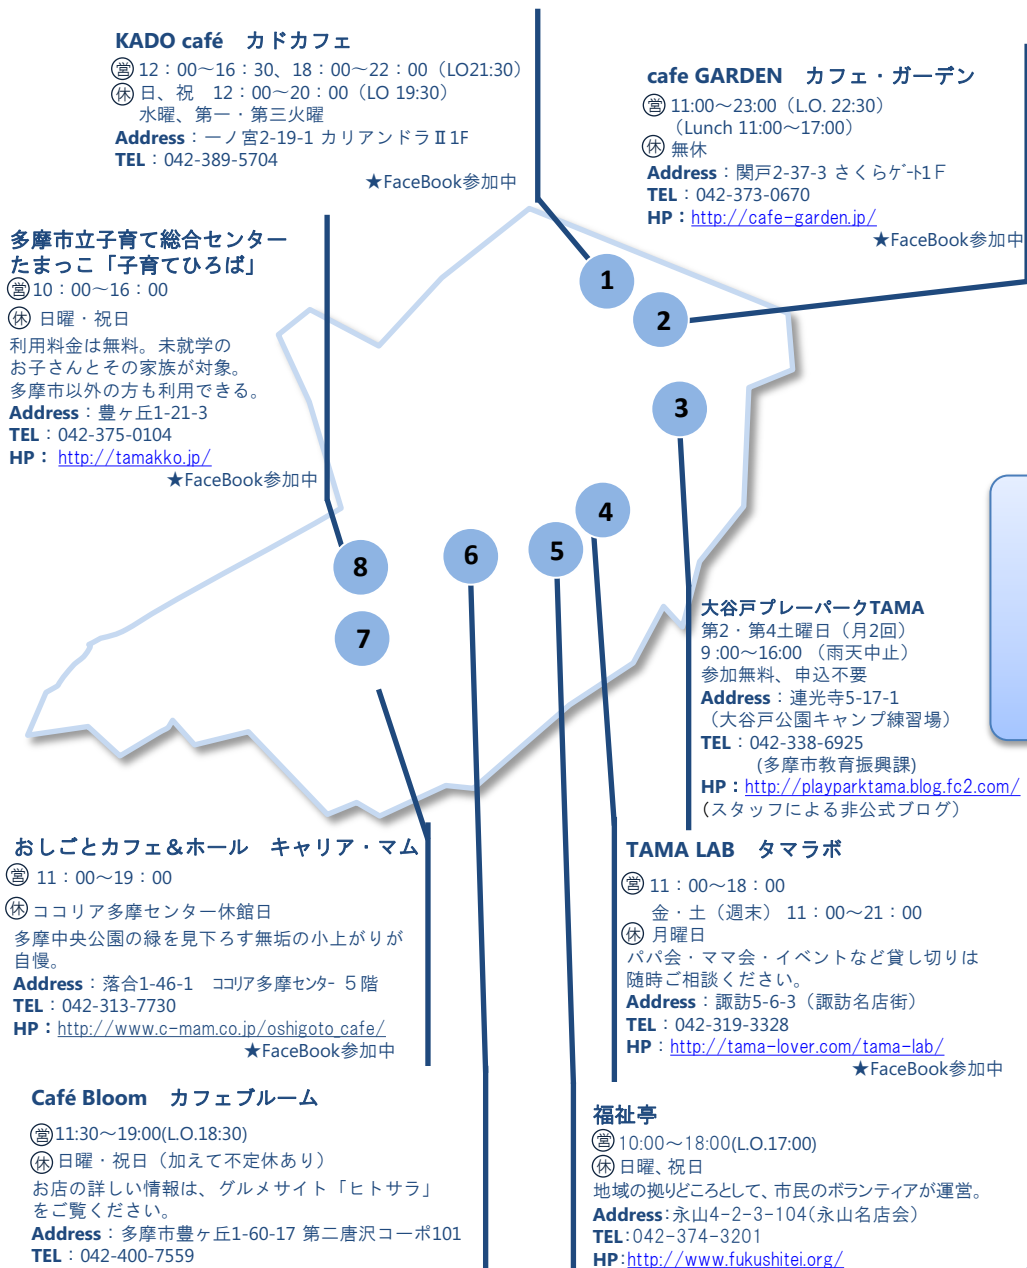 KADO café　カドカフェ
営 12：00～16：30、18：00～22：00（LO21:30）
休 日、祝　12：00～20：00（LO 19:30）
水曜、第一・第三火曜
Address：一ノ宮2-19-1 カリアンドラⅡ1F
TEL：042-389-5704
★FaceBook参加中
cafe GARDEN　カフェ・ガーデン
営 11:00～23:00（L.O. 22:30）
（Lunch 11:00～17:00）
休 無休
Address：関戸2-37-3 さくらゲート1F
TEL：042-373-0670
HP：http://cafe-garden.jp/
★FaceBook参加中
多摩市立子育て総合センター
たまっこ「子育てひろば」
営 10：00～16：00
休 日曜・祝日
利用料金は無料。未就学の
お子さんとその家族が対象。
多摩市以外の方も利用できる。
Address：豊ヶ丘1-21-3
TEL：042-375-0104
HP： http://tamakko.jp/
★FaceBook参加中
1
2
3
4
5
6
8
7
大谷戸プレーパークTAMA
第2・第4土曜日（月2回）
9:00～16:00 （雨天中止）
参加無料、申込不要
Address：連光寺5-17-1
（大谷戸公園キャンプ練習場）
TEL：042-338-6925
(多摩市教育振興課)
HP：http://playparktama.blog.fc2.com/
(スタッフによる非公式ブログ）
おしごとカフェ＆ホール　キャリア・マム
営 11：00～19：00
休 ココリア多摩センター休館日
多摩中央公園の緑を見下ろす無垢の小上がりが
自慢。
Address：落合1-46-1　ココリア多摩センター ５階
TEL：042-313-7730
HP：http://www.c-mam.co.jp/oshigoto_cafe/
★FaceBook参加中
TAMA LAB　タマラボ
営 11：00～18：00
金・土（週末） 11：00～21：00
休 月曜日
パパ会・ママ会・イベントなど貸し切りは
随時ご相談ください。
Address：諏訪5-6-3（諏訪名店街）
TEL：042-319-3328
HP：http://tama-lover.com/tama-lab/
★FaceBook参加中
Café Bloom　カフェブルーム
営 11:30～19:00(L.O.18:30)
休 日曜・祝日（加えて不定休あり）
お店の詳しい情報は、グルメサイト「ヒトサラ」
をご覧ください。
Address：多摩市豊ヶ丘1-60-17 第二唐沢コーポ101
TEL：042-400-7559
福祉亭
営 10:00～18:00(L.O.17:00)
休 日曜、祝日
地域の拠りどころとして、市民のボランティアが運営。
Address：永山4-2-3-104(永山名店会）
TEL：042-374-3201
HP：http://www.fukushitei.org/